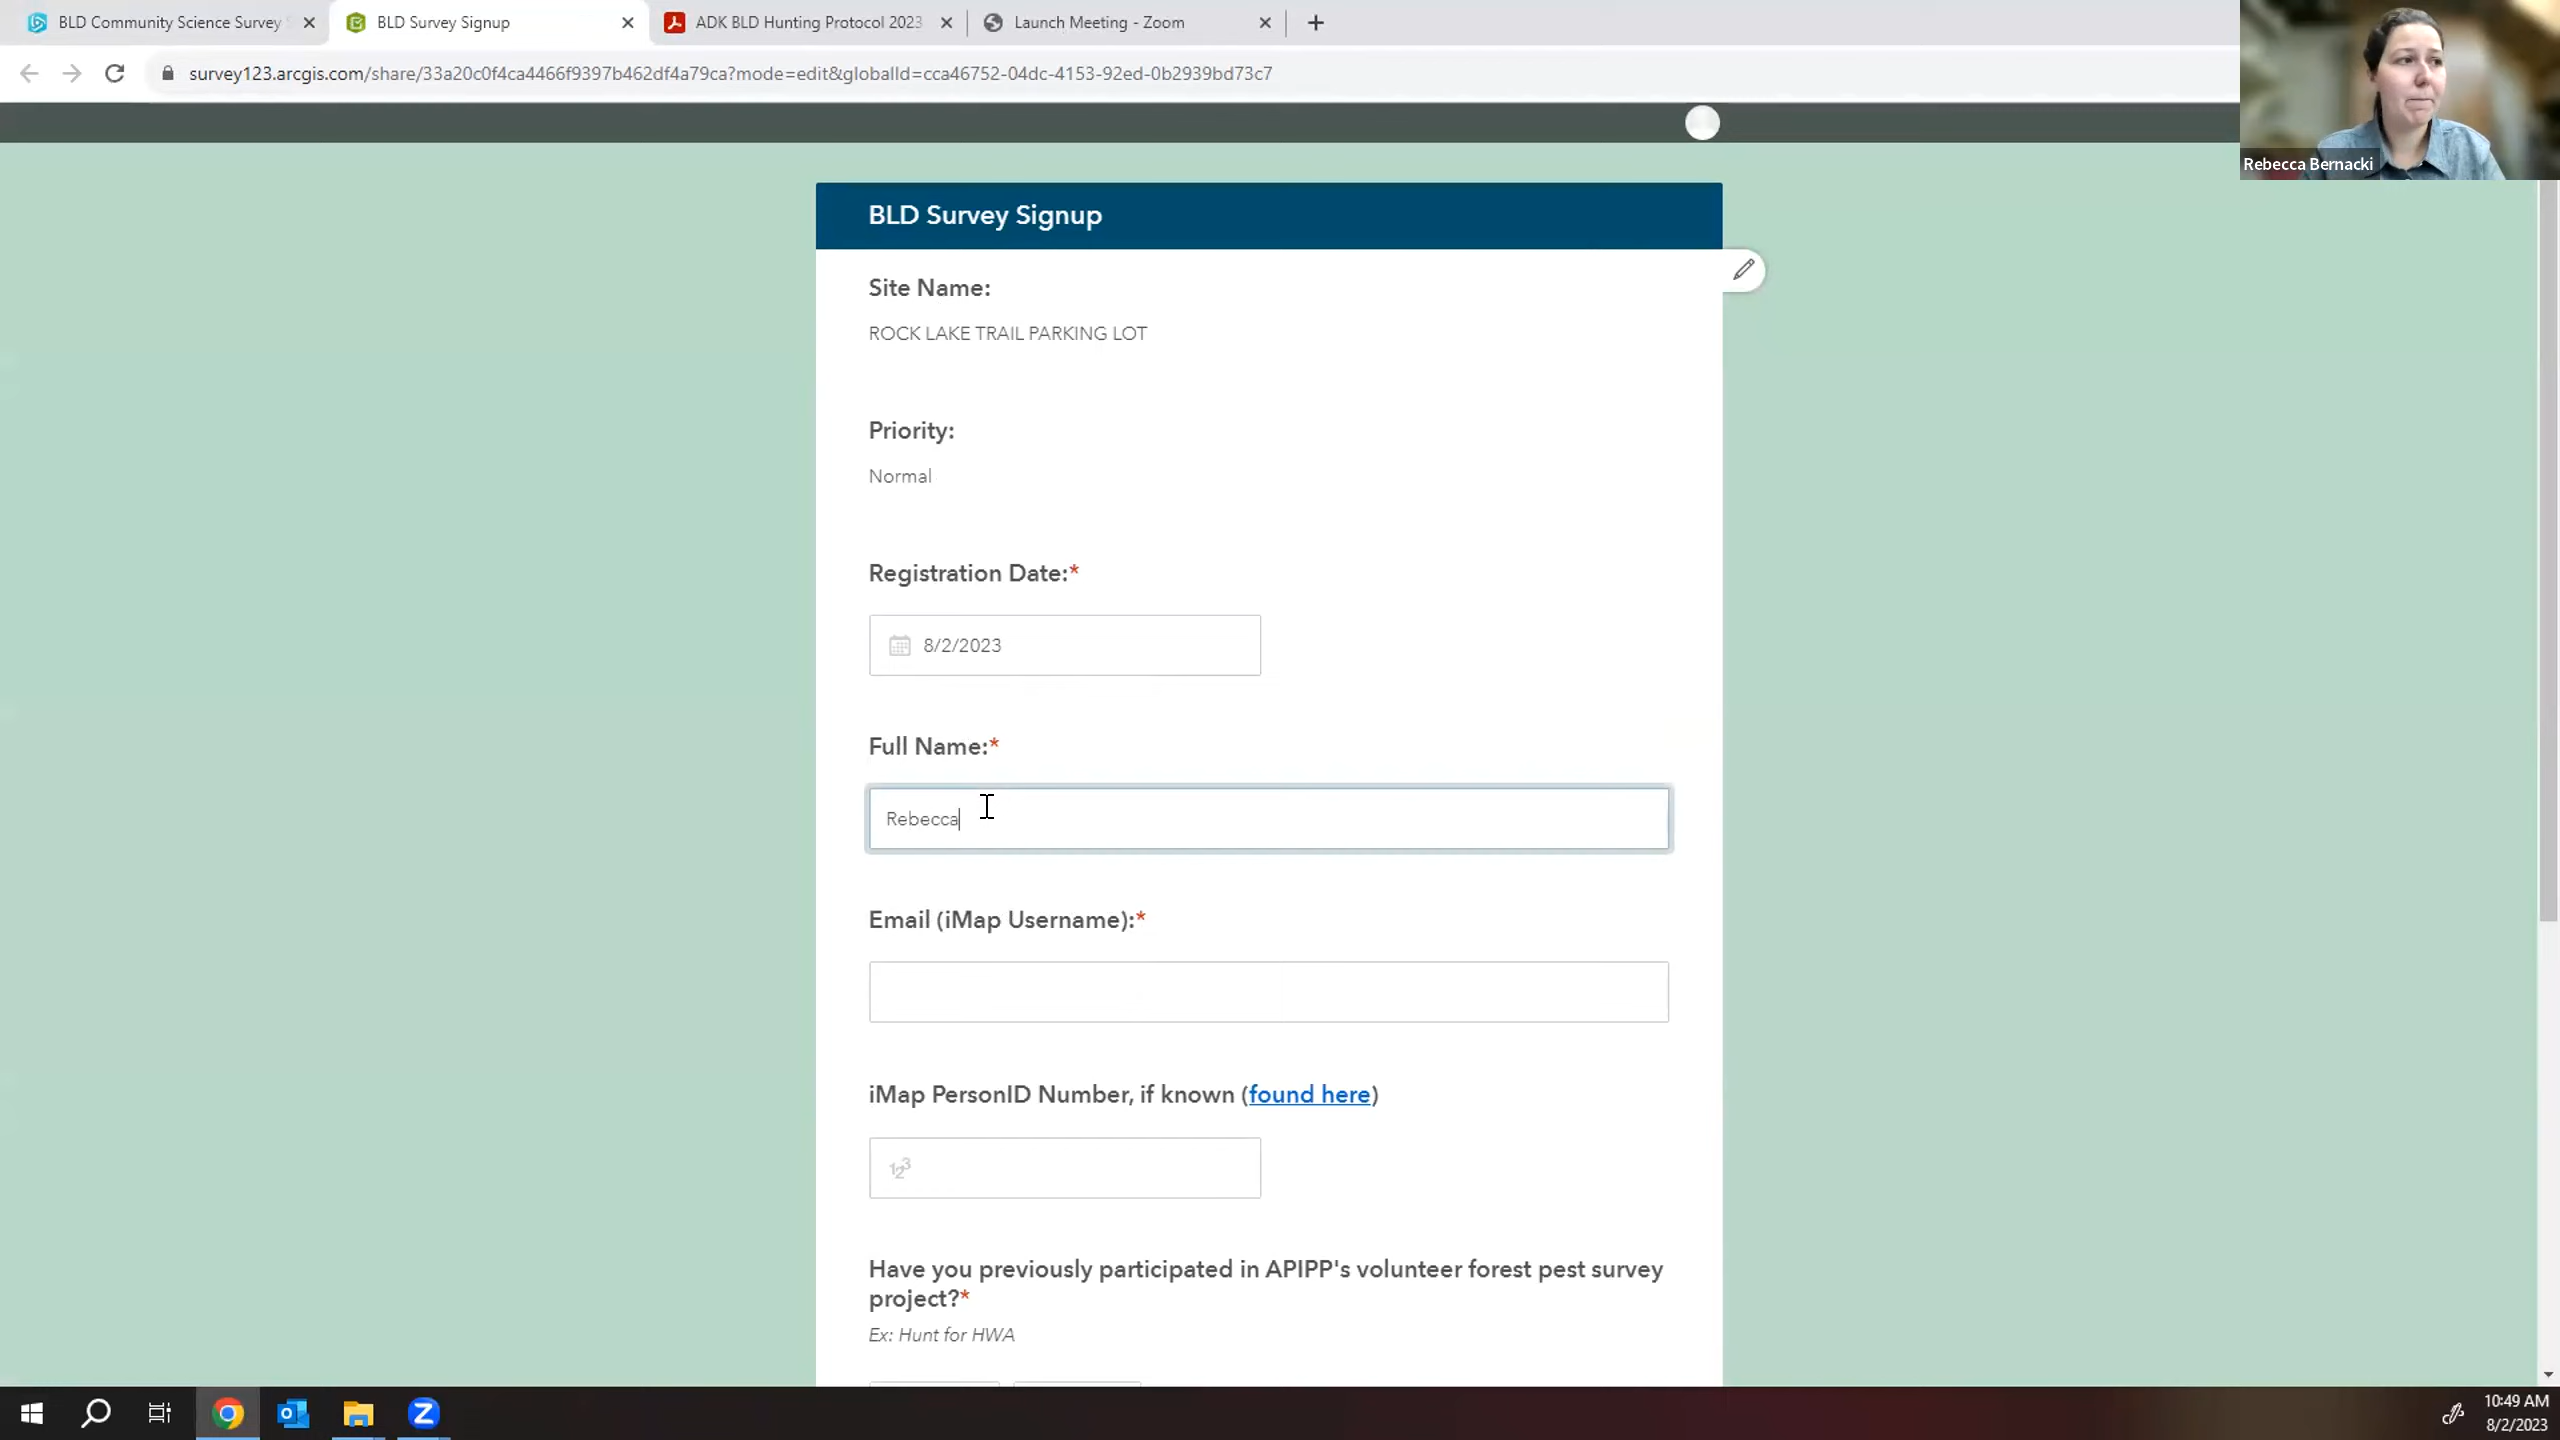 BLD Community Science Survey
BLD Survey Signup
ADK BLD Hunting Protocol 2023
Launch Meeting - Zoom
survey123.arcgis.com/share/33a20c0f4ca4466f9397b462df4a79ca?mode=edit&globalId=cca46752-04dc-4153-92ed-0b2939bd73c7
Rebecca Bernacki
BLD Survey Signup
Site Name:
ROCK LAKE TRAIL PARKING LOT
Priority:
Normal
Registration Date:*
8/2/2023
Full Name:*
Rebecca
Email (iMap Username):*
iMap PersonID Number, if known (found here)
123
Have you previously participated in APIPP's volunteer forest pest survey
project?*
Ex: Hunt for HWA
10:49 AM
8/2/2023